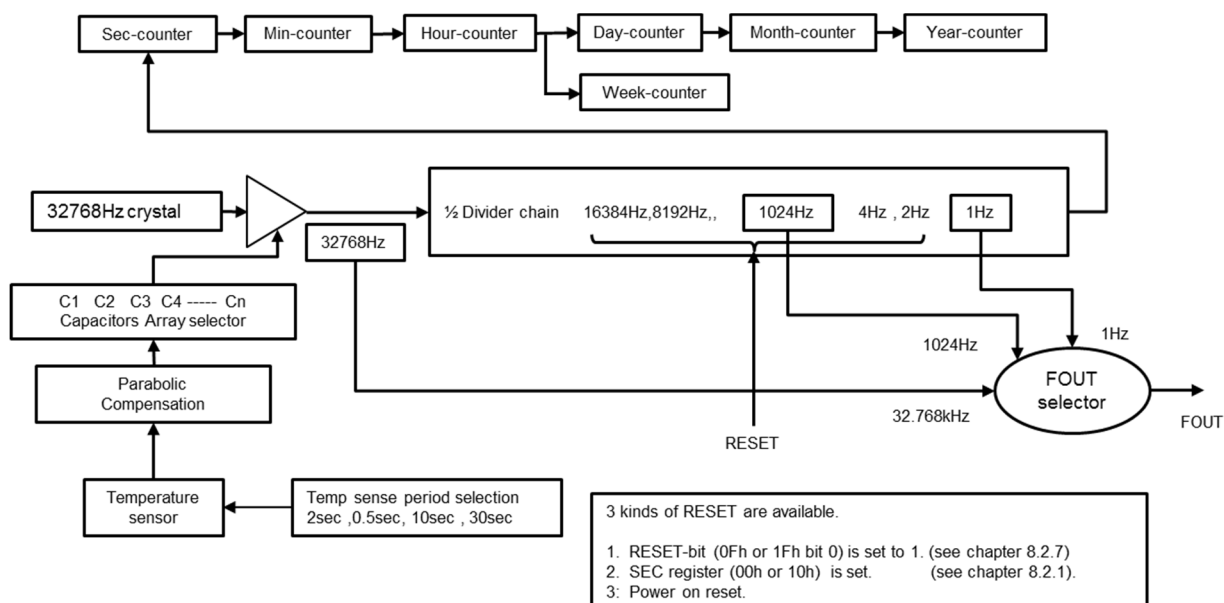 Sec-counter
Min-counter
Hour-counter
Day-counter
Month-counter
Year-counter
Week-counter
32768Hz crystal
½ Divider chain 16384Hz,8192Hz,, 1024Hz 4Hz , 2Hz 1Hz
32768Hz
C1 C2 C3 C4 ----- Cn
Capacitors Array selector
1024Hz
1Hz
Parabolic
Compensation
FOUT
selector
32.768kHz
FOUT
RESET
Temperature
sensor
Temp sense period selection
2sec ,0.5sec, 10sec , 30sec
3 kinds of RESET are available.
1. RESET-bit (0Fh or 1Fh bit 0) is set to 1. (see chapter 8.2.7)
2. SEC register (00h or 10h) is set. (see chapter 8.2.1).
3: Power on reset.